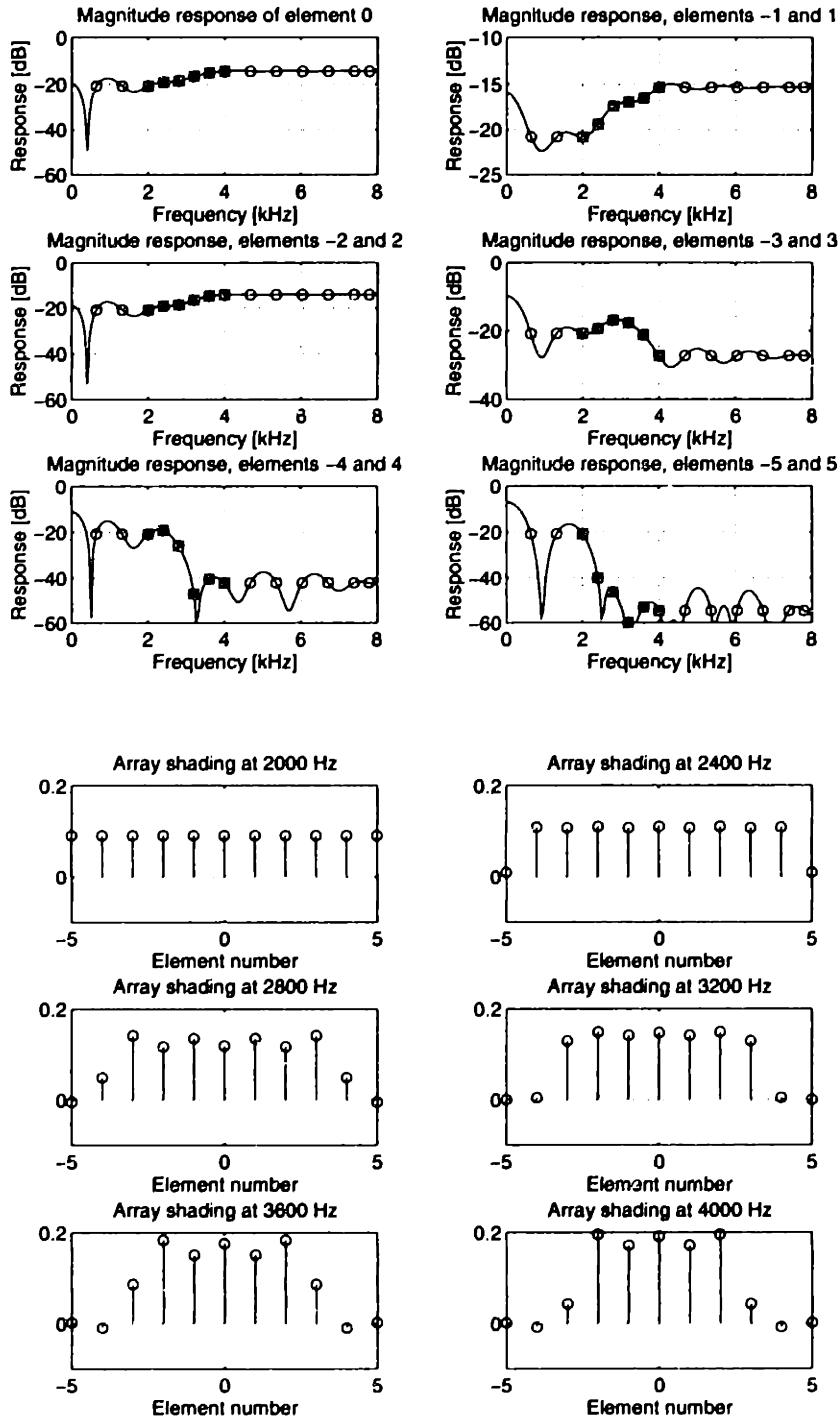 Magnitude response of element 0
Response [dB]
0
−20
−40
−60
0 2 4 6 8
Frequency [kHz]
Magnitude response, elements −1 and 1
Response [dB]
−10
−15
−20
−25
0 2 4 6 8
Frequency [kHz]
Magnitude response, elements −2 and 2
Response [dB]
0
−20
−40
−60
0 2 4 6 8
Frequency [kHz]
Magnitude response, elements −3 and 3
Response [dB]
0
−20
−40
0 2 4 6 8
Frequency [kHz]
Magnitude response, elements −4 and 4
Response [dB]
0
−20
−40
−60
0 2 4 6 8
Frequency [kHz]
Magnitude response, elements −5 and 5
Response [dB]
0
−20
−40
−60
0 2 4 6 8
Frequency [kHz]
Array shading at 2000 Hz
0.2
0
−5 0 5
Element number
Array shading at 2400 Hz
0.2
0
−5 0 5
Element number
Array shading at 2800 Hz
0.2
0
−5 0 5
Element number
Array shading at 3200 Hz
0.2
0
−5 0 5
Element number
Array shading at 3600 Hz
0.2
0
−5 0 5
Element number
Array shading at 4000 Hz
0.2
0
−5 0 5
Element number